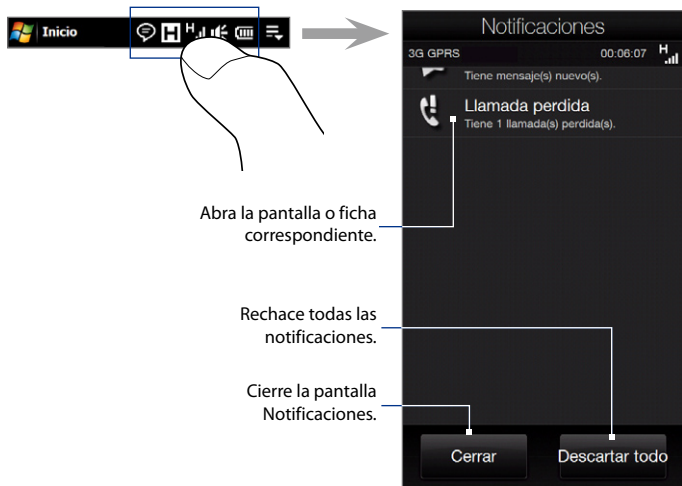 Inicio
Notificaciones
3G GPRS 00:06:07 H
Tiene mensaje(s) nuevo(s).
Llamada perdida
Tiene 1 llamada(s) perdida(s).
Abra la pantalla o ficha
correspondiente.
Rechace todas las
notificaciones.
Cierre la pantalla
Notificaciones.
Cerrar
Descartar todo